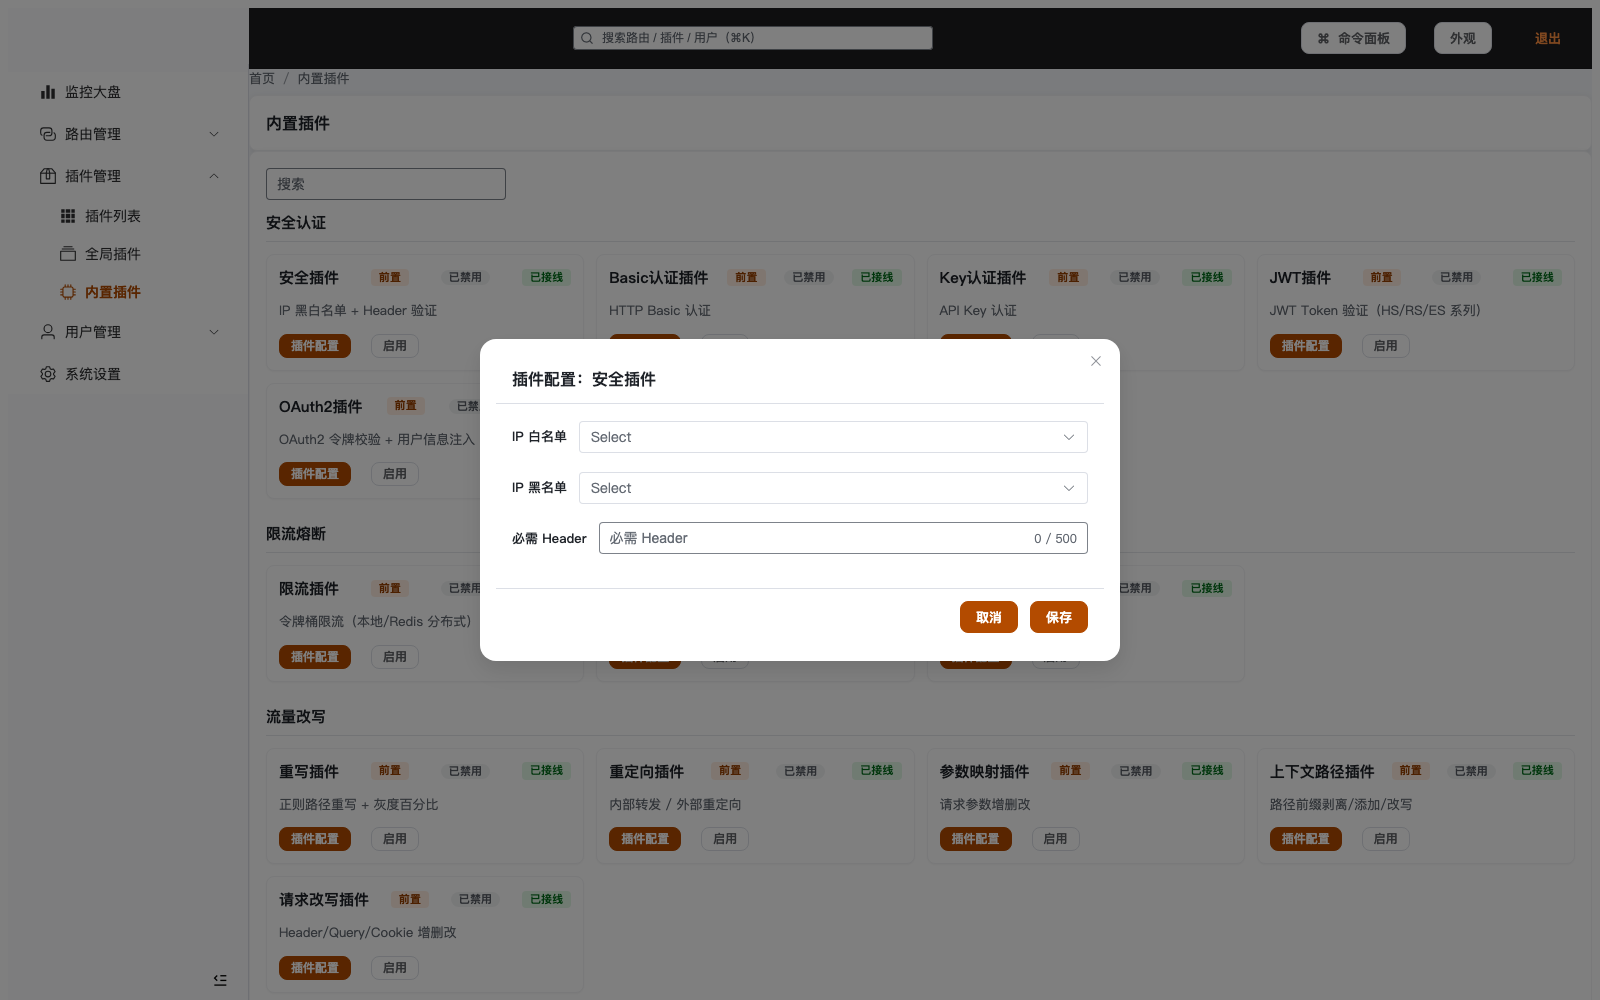 搜索路由 / 插件 / 用户（⌘K）
⌘ 命令面板
外观
退出
监控大盘
路由管理
插件管理
插件列表
全局插件
内置插件
用户管理
系统设置
首页 / 内置插件
内置插件
搜索
安全认证
安全插件 前置 已禁用 已接线
IP 黑白名单 + Header 验证
插件配置 启用
Basic认证插件 前置 已禁用 已接线
HTTP Basic 认证
Key认证插件 前置 已禁用 已接线
API Key 认证
JWT插件 前置 已禁用 已接线
JWT Token 验证（HS/RS/ES 系列）
插件配置 启用
OAuth2插件 前置 已禁
OAuth2 令牌校验 + 用户信息注入
插件配置 启用
插件配置：安全插件
IP 白名单 Select
IP 黑名单 Select
必需 Header 必需 Header 0 / 500
取消 保存
限流熔断
限流插件 前置 已禁用
令牌桶限流（本地/Redis 分布式）
插件配置 启用
已禁用 已接线
流量改写
重写插件 前置 已禁用 已接线
正则路径重写 + 灰度百分比
插件配置 启用
重定向插件 前置 已禁用 已接线
内部转发 / 外部重定向
插件配置 启用
参数映射插件 前置 已禁用 已接线
请求参数增删改
插件配置 启用
上下文路径插件 前置 已禁用 已接线
路径前缀剥离/添加/改写
插件配置 启用
请求改写插件 前置 已禁用 已接线
Header/Query/Cookie 增删改
插件配置 启用